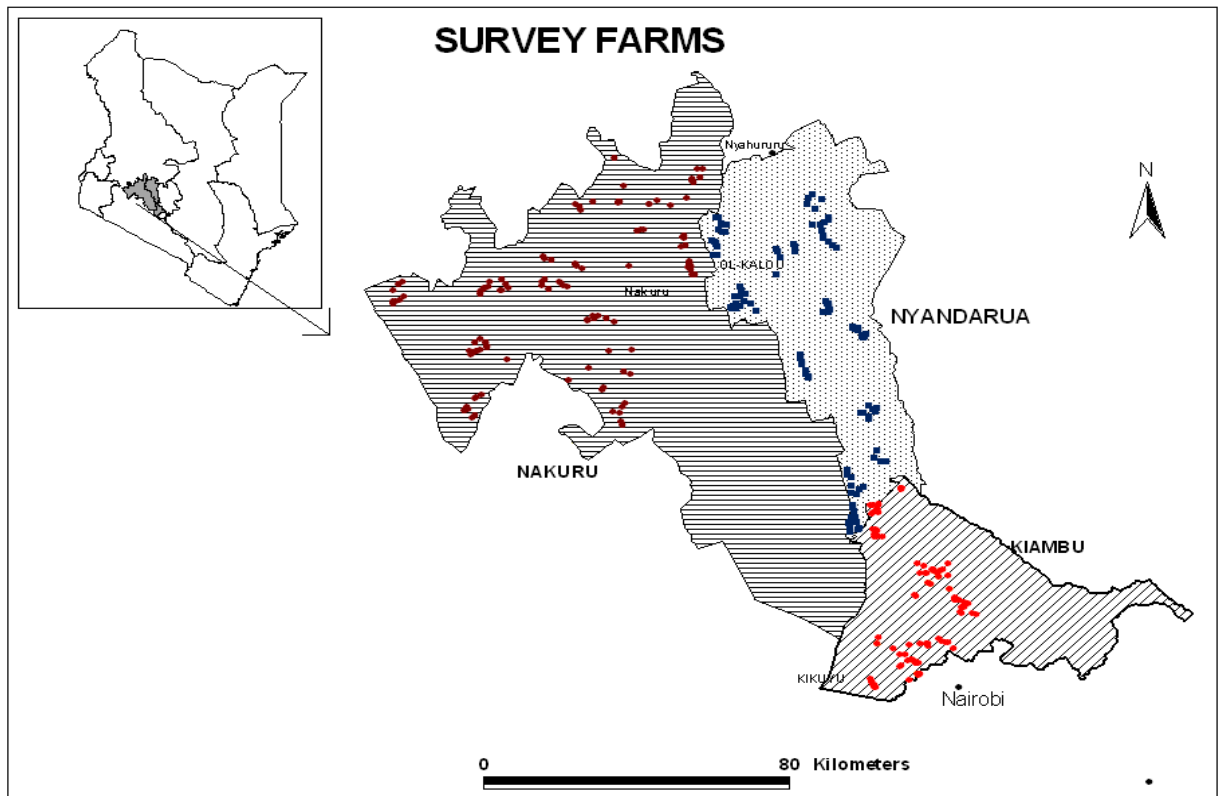 SURVEY FARMS
N
Nyahururu
OL-KALOU
Nakuru
NYANDARUA
NAKURU
KIAMBU
KIKUYU
Nairobi
0 80 Kilometers